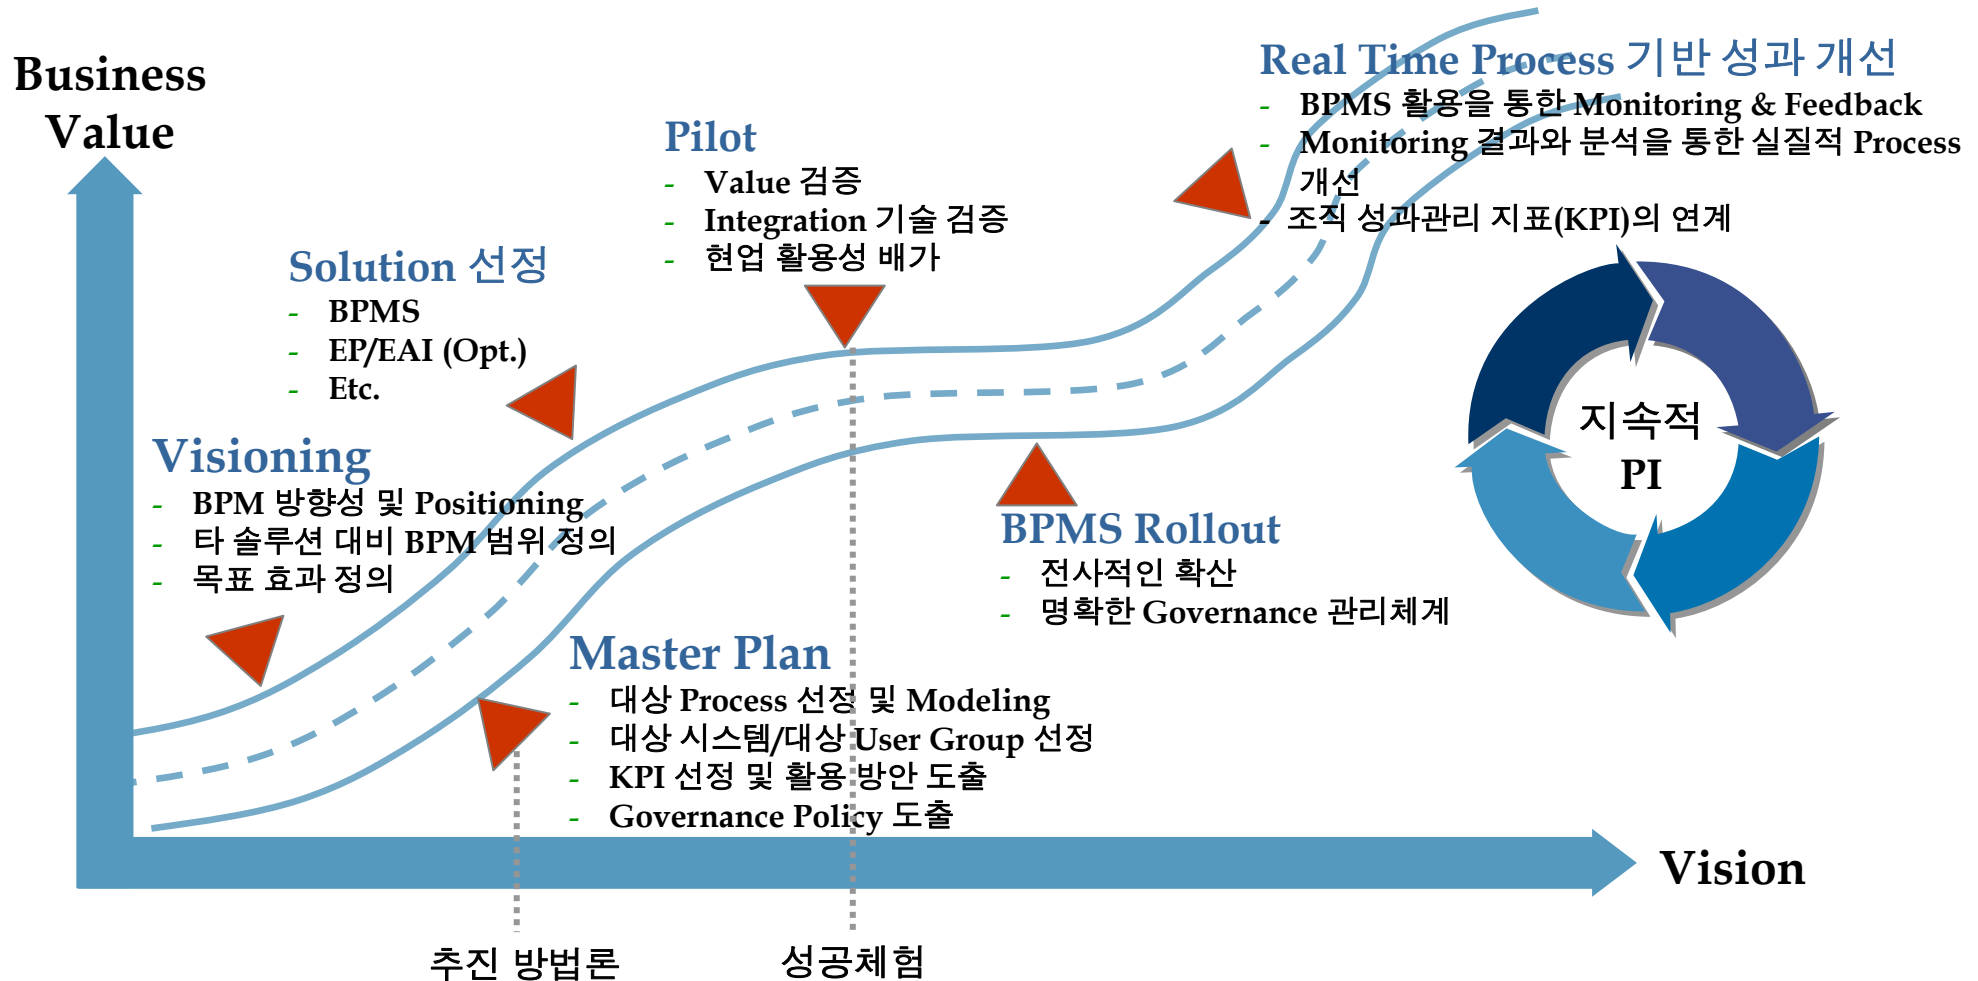 Business
Value
Real Time Process 기반 성과 개선
- BPMS 활용을 통한 Monitoring & Feedback
- Monitoring 결과와 분석을 통한 실질적 Process
개선
- 조직 성과관리 지표(KPI)의 연계
Pilot
- Value 검증
- Integration 기술 검증
- 현업 활용성 배가
Solution 선정
- BPMS
- EP/EAI (Opt.)
- Etc.
Visioning
- BPM 방향성 및 Positioning
- 타 솔루션 대비 BPM 범위 정의
- 목표 효과 정의
지속적
PI
BPMS Rollout
- 전사적인 확산
- 명확한 Governance 관리체계
Master Plan
- 대상 Process 선정 및 Modeling
- 대상 시스템/대상 User Group 선정
- KPI 선정 및 활용 방안 도출
- Governance Policy 도출
Vision
추진 방법론
성공체험